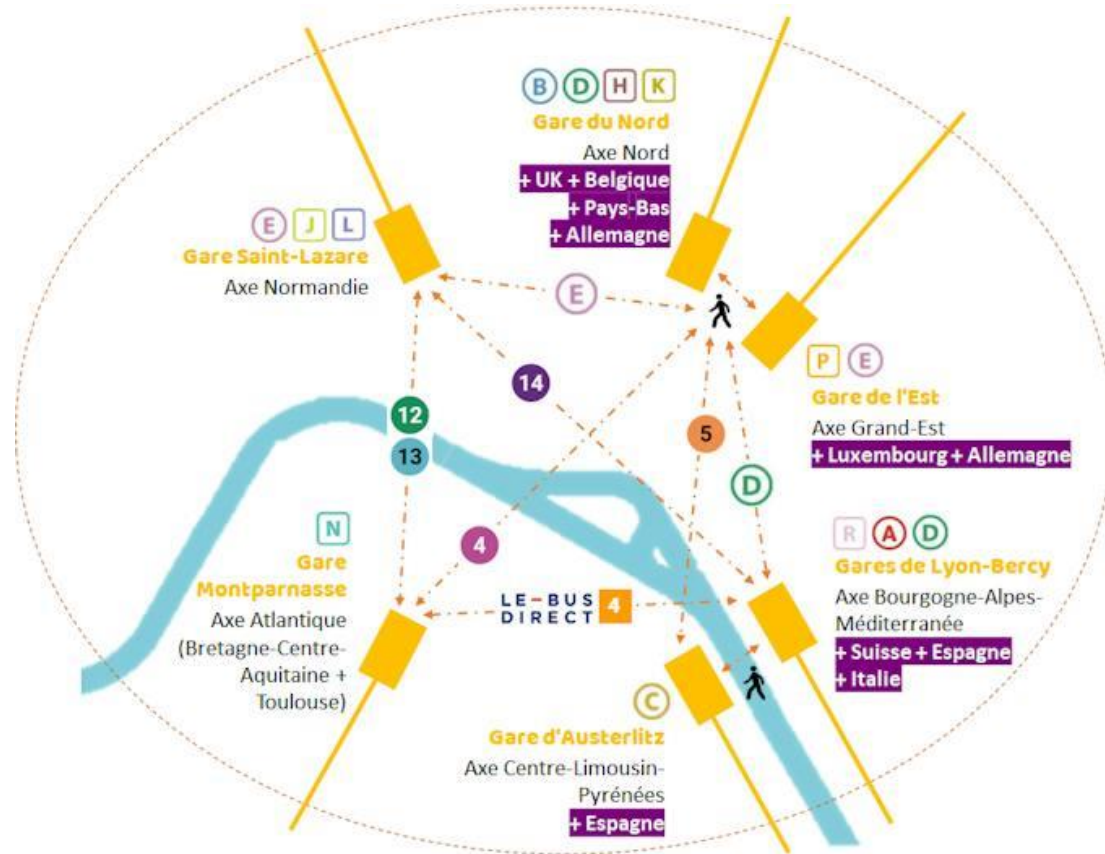 B D H K
Gare du Nord
Axe Nord
+ UK + Belgique
+ Pays-Bas
+ Allemagne
E J L
Gare Saint-Lazare
Axe Normandie
E
P E
Gare de l'Est
Axe Grand-Est
+ Luxembourg + Allemagne
14
12
5
13
D
4
N
Gare
Montparnasse
Axe Atlantique
(Bretagne-Centre-
Aquitaine +
Toulouse)
LE-BUS
DIRECT 4
R A D
Gares de Lyon-Bercy
Axe Bourgogne-Alpes-
Méditerranée
+ Suisse + Espagne
+ Italie
C
Gare d'Austerlitz
Axe Centre-Limousin-
Pyrénées
+ Espagne